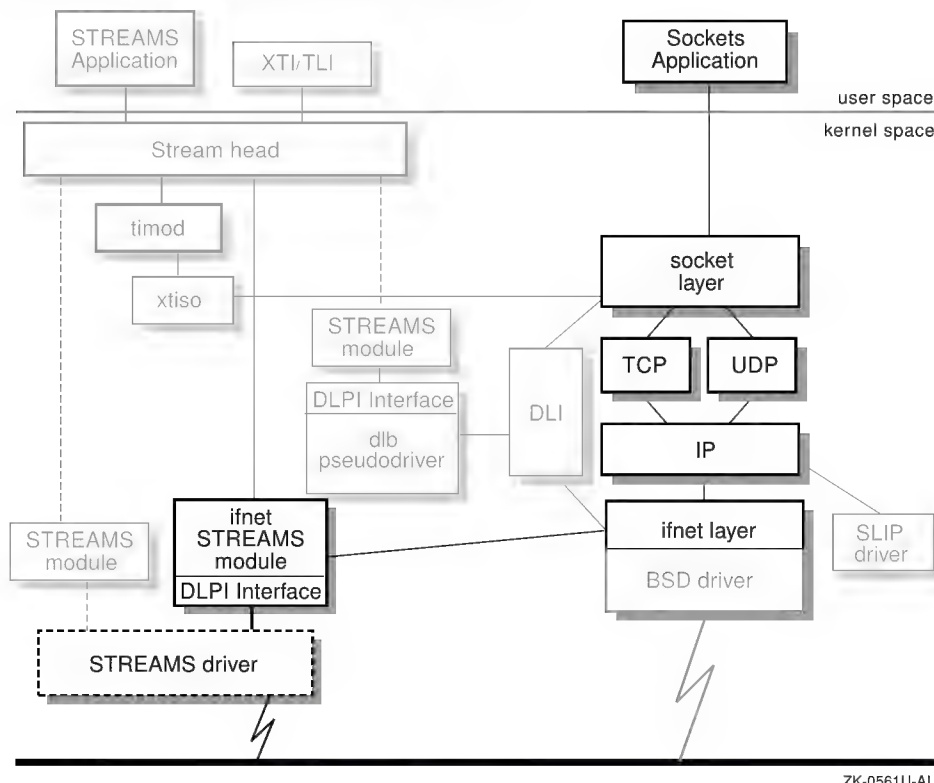 STREAMS
Application
XTI/TLI
Sockets
Application
user space
kernel space
Stream head
timod
xtiso
socket
layer
STREAMS
module
TCP
UDP
DLPI Interface
dlb
pseudodriver
DLI
IP
ifnet
STREAMS
module
DLPI Interface
ifnet layer
BSD driver
SLIP
driver
STREAMS
module
STREAMS driver
ZK-0561U-AI